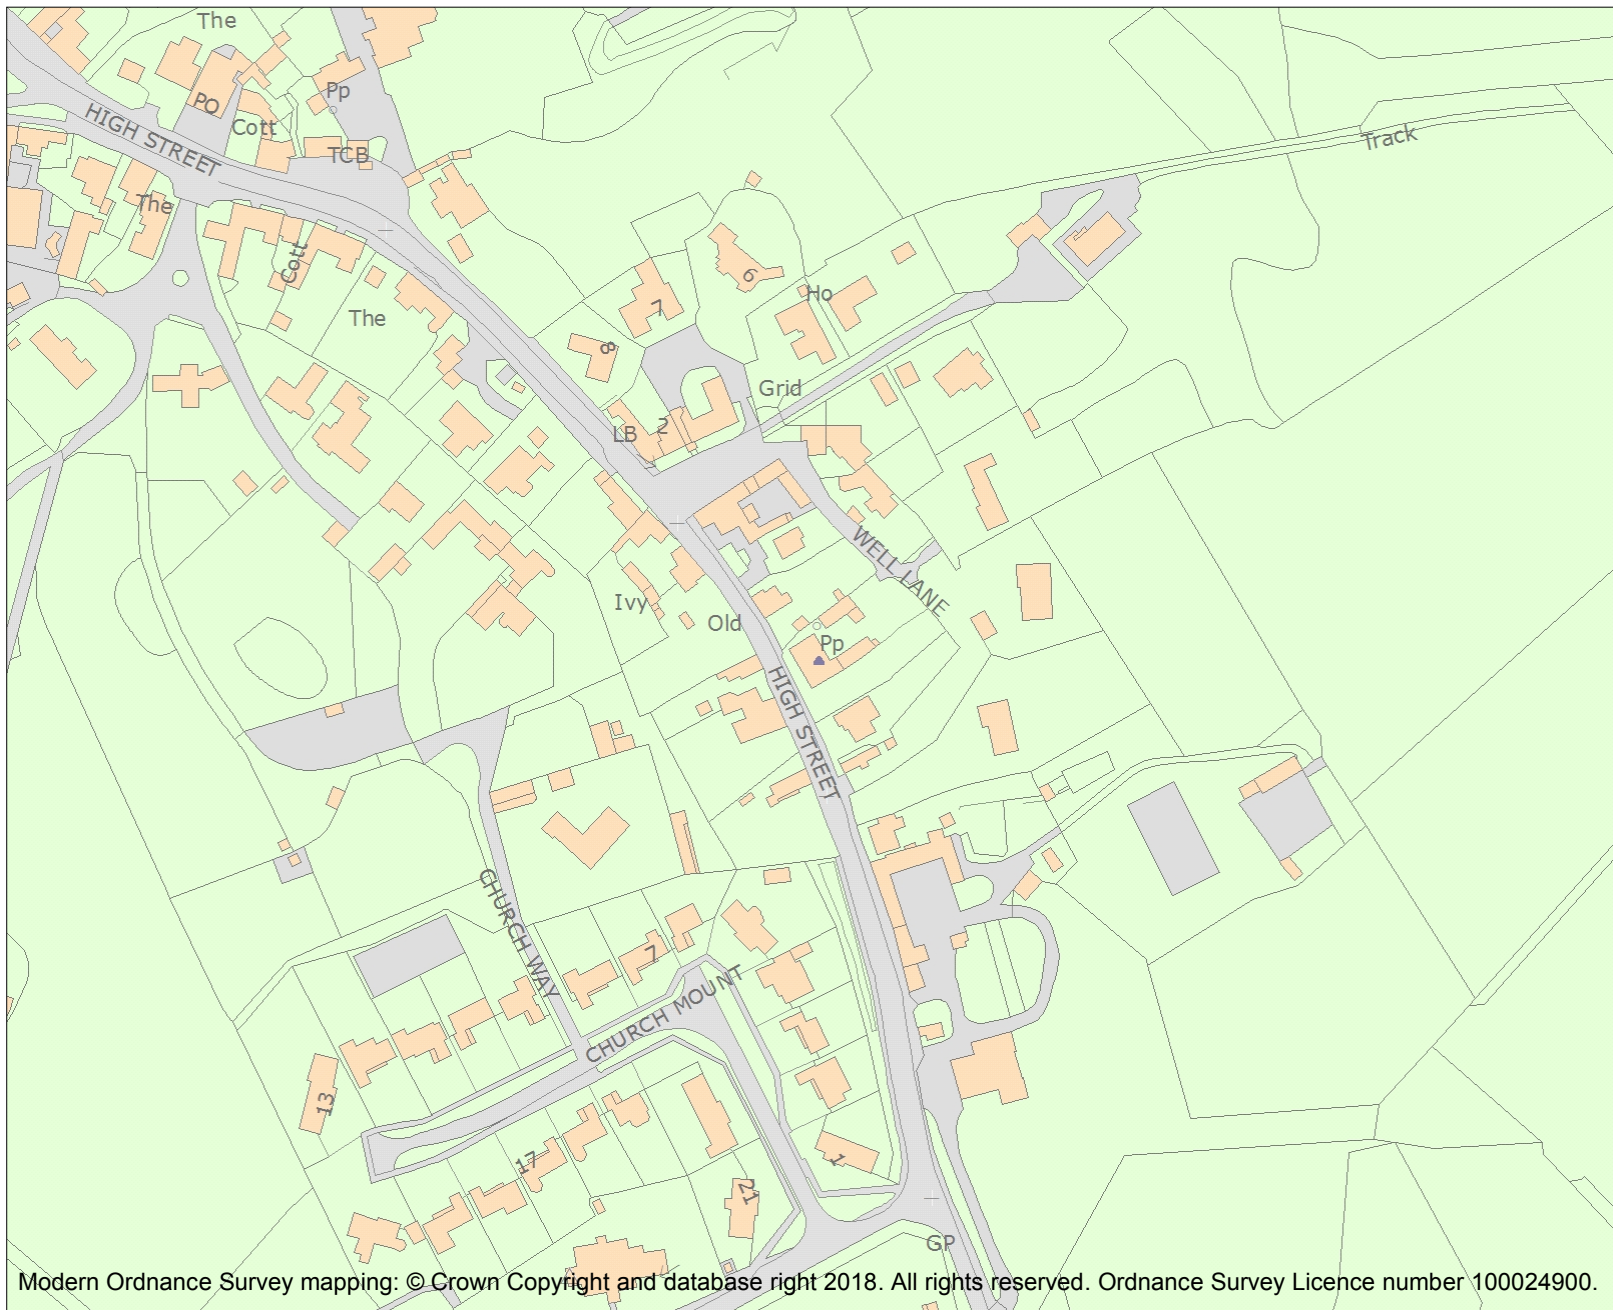 The
Pp
PO
HIGH STREET
Cott
TCB
Track
The
Cott
6
Ho
7
The
8
Grid
2
LB
WELL LANE
Ivy
Old
Pp
HIGH STREET
CHURCH WAY
7
CHURCH MOUNT
13
17
1
21
GP
Modern Ordnance Survey mapping: © Crown Copyright and database right 2018. All rights reserved. Ordnance Survey Licence number 100024900.